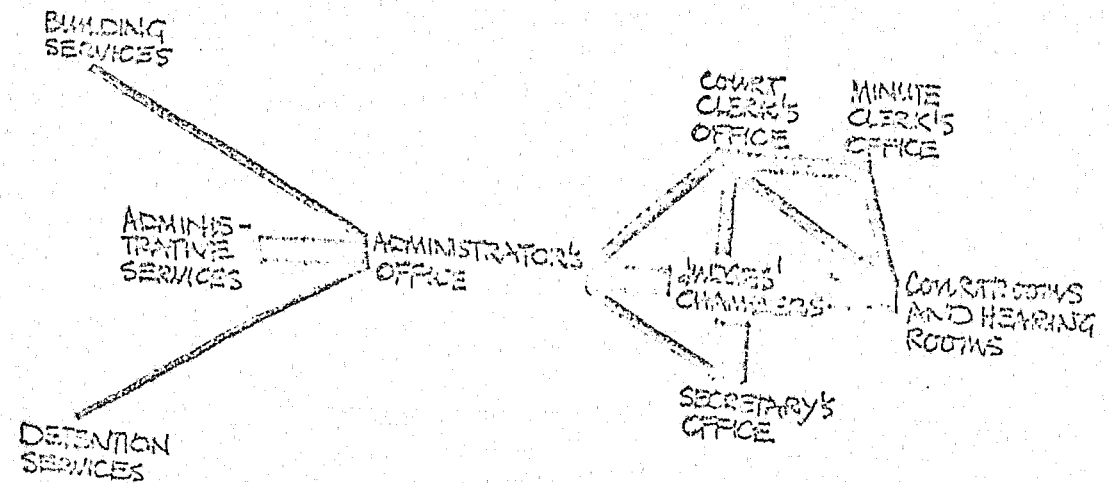 BUILDING
SERVICES
COURT
CLERK'S
OFFICE
MINUTE
CLERK'S
OFFICE
ADMINIS-
TRATIVE
SERVICES
ADMINISTRATOR'S
OFFICE
JUDGES'
CHAMBERS
COURTROOMS
AND HEARING
ROOMS
SECRETARY'S
OFFICE
DETENTION
SERVICES